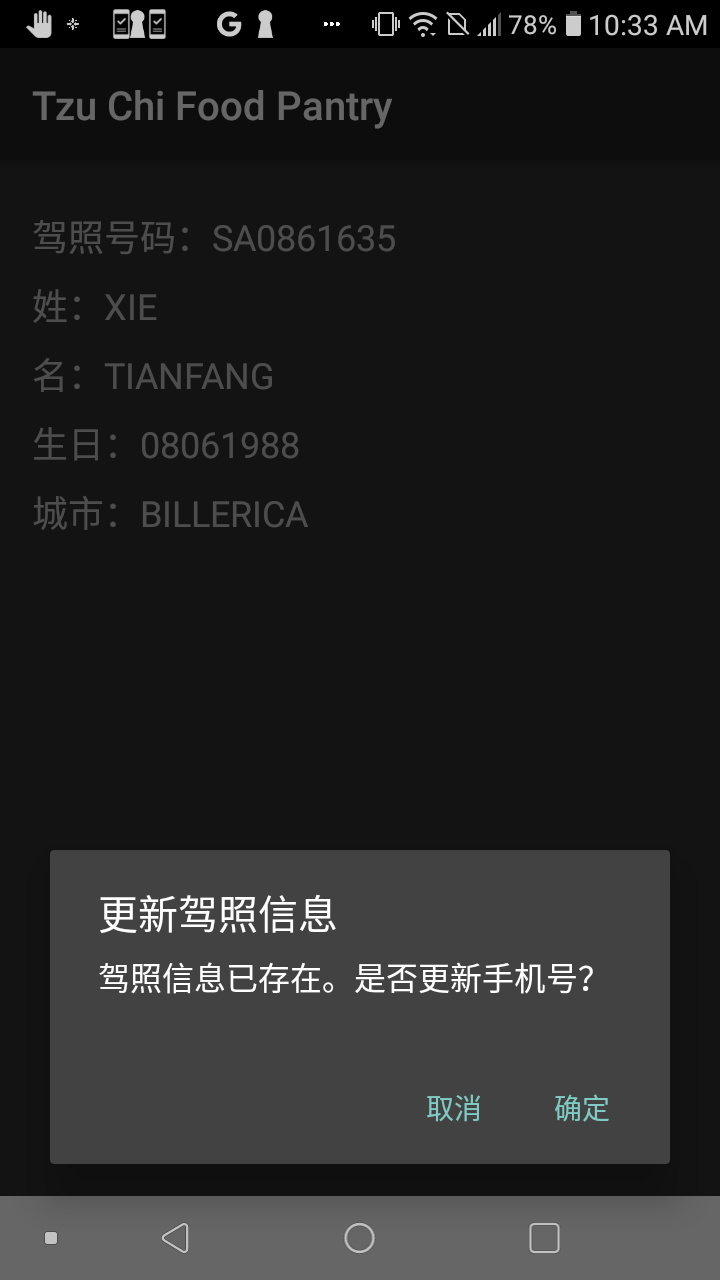 78% 10:33 AM
Tzu Chi Food Pantry
驾照号码：SA0861635
姓：XIE
名：TIANFANG
生日：08061988
城市：BILLERICA
更新驾照信息
驾照信息已存在。是否更新手机号？
取消 确定